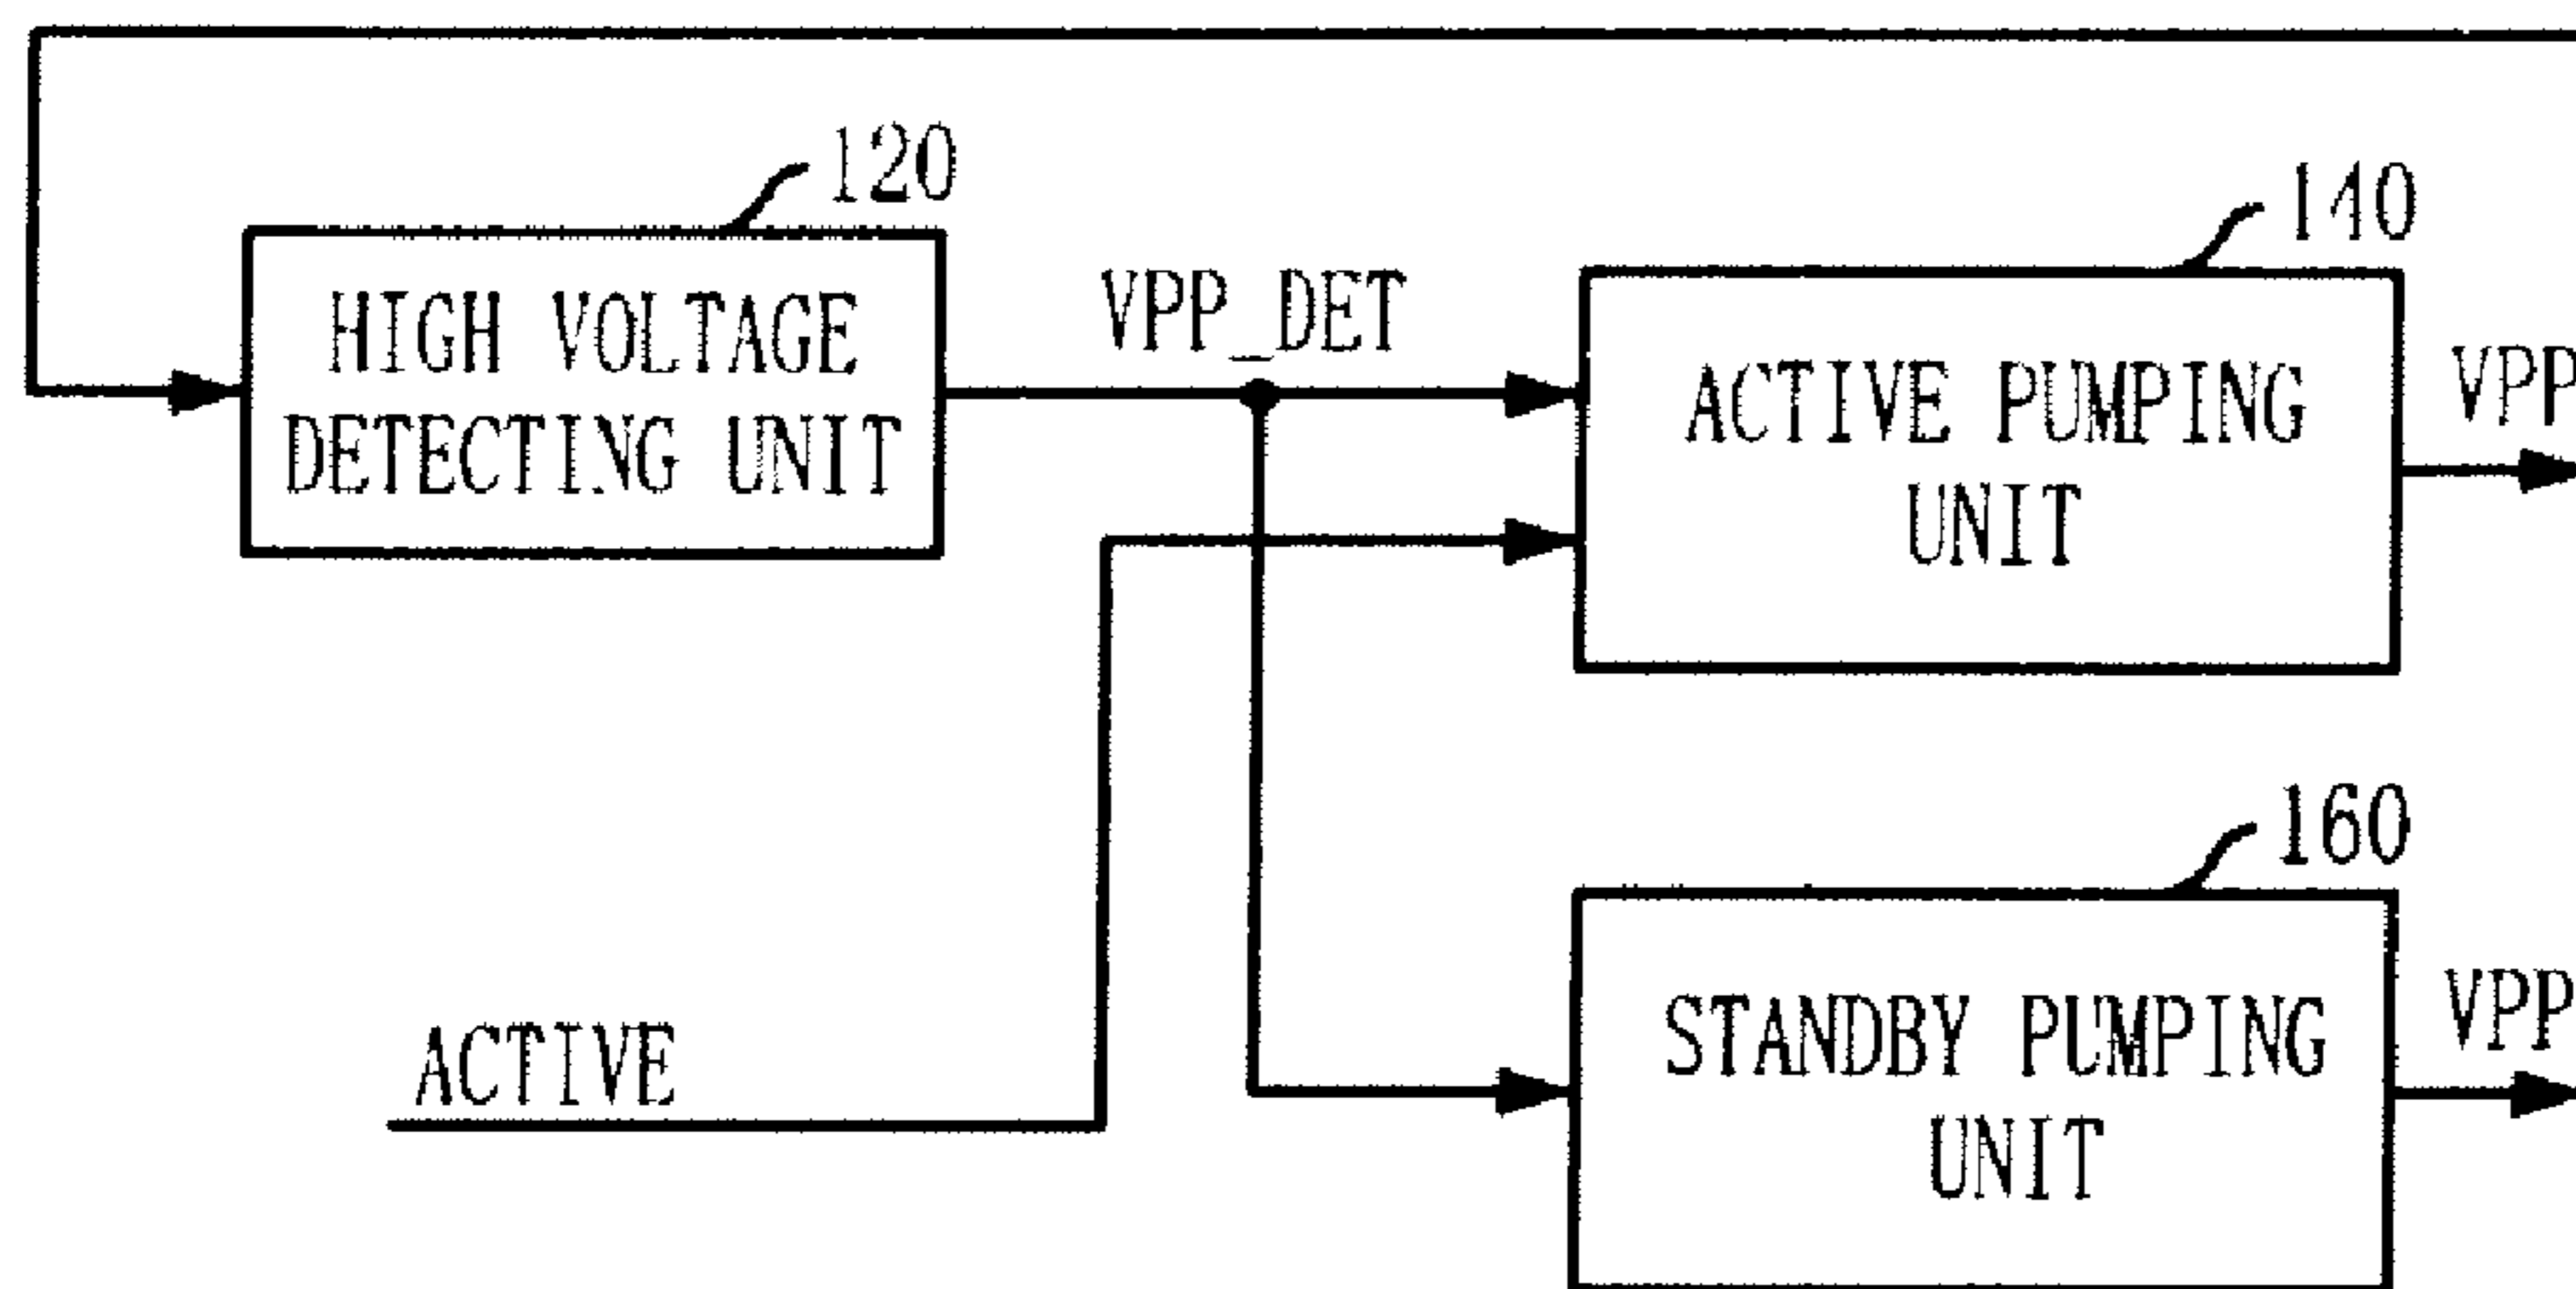 120
HIGH VOLTAGE
DETECTING UNIT
VPP_DET
140
ACTIVE PUMPING
UNIT
VPP
ACTIVE
160
STANDBY PUMPING
UNIT
VPP